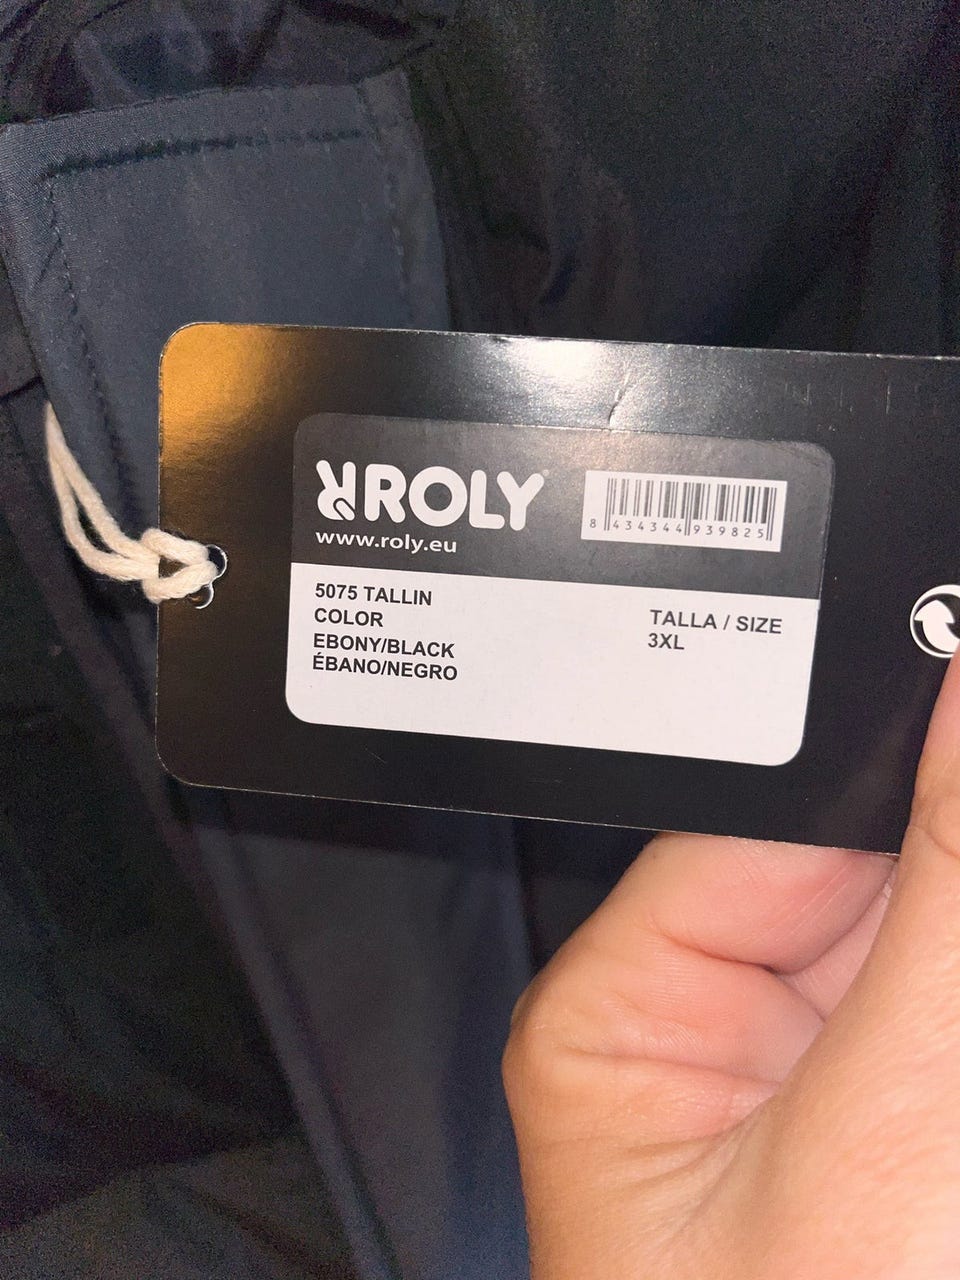 ROLY
www.roly.eu
8 434344 939825
5075 TALLIN
COLOR
EBONY/BLACK
ÉBANO/NEGRO
TALLA / SIZE
3XL